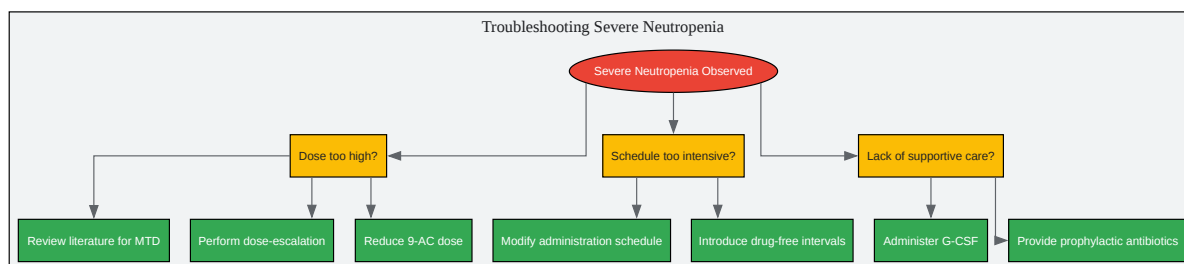 Troubleshooting Severe Neutropenia
Severe Neutropenia Observed
Dose too high?
Schedule too intensive?
Lack of supportive care?
Review literature for MTD
Perform dose-escalation
Reduce 9-AC dose
Modify administration schedule
Introduce drug-free intervals
Administer G-CSF
Provide prophylactic antibiotics